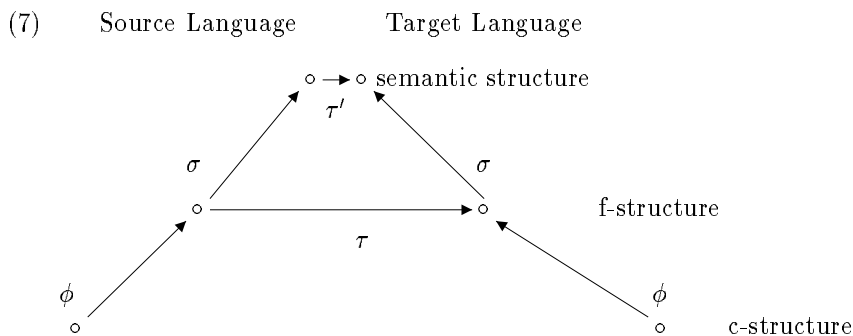 (7) Source Language Target Language
semantic structure
τ′
σ σ
f-structure
τ
φ φ
c-structure